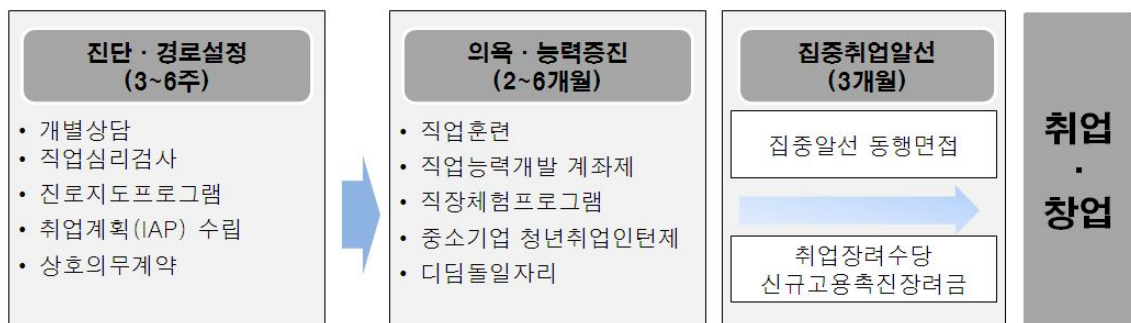 진단 · 경로설정
(3~6주)
• 개별상담
• 직업심리검사
• 진로지도프로그램
• 취업계획(IAP) 수립
• 상호의무계약
의욕 · 능력증진
(2~6개월)
• 직업훈련
• 직업능력개발 계좌제
• 직장체험프로그램
• 중소기업 청년취업인턴제
• 디딤돌일자리
집중취업알선
(3개월)
집중알선 동행면접
취업장려수당
신규고용촉진장려금
취업
·
창업